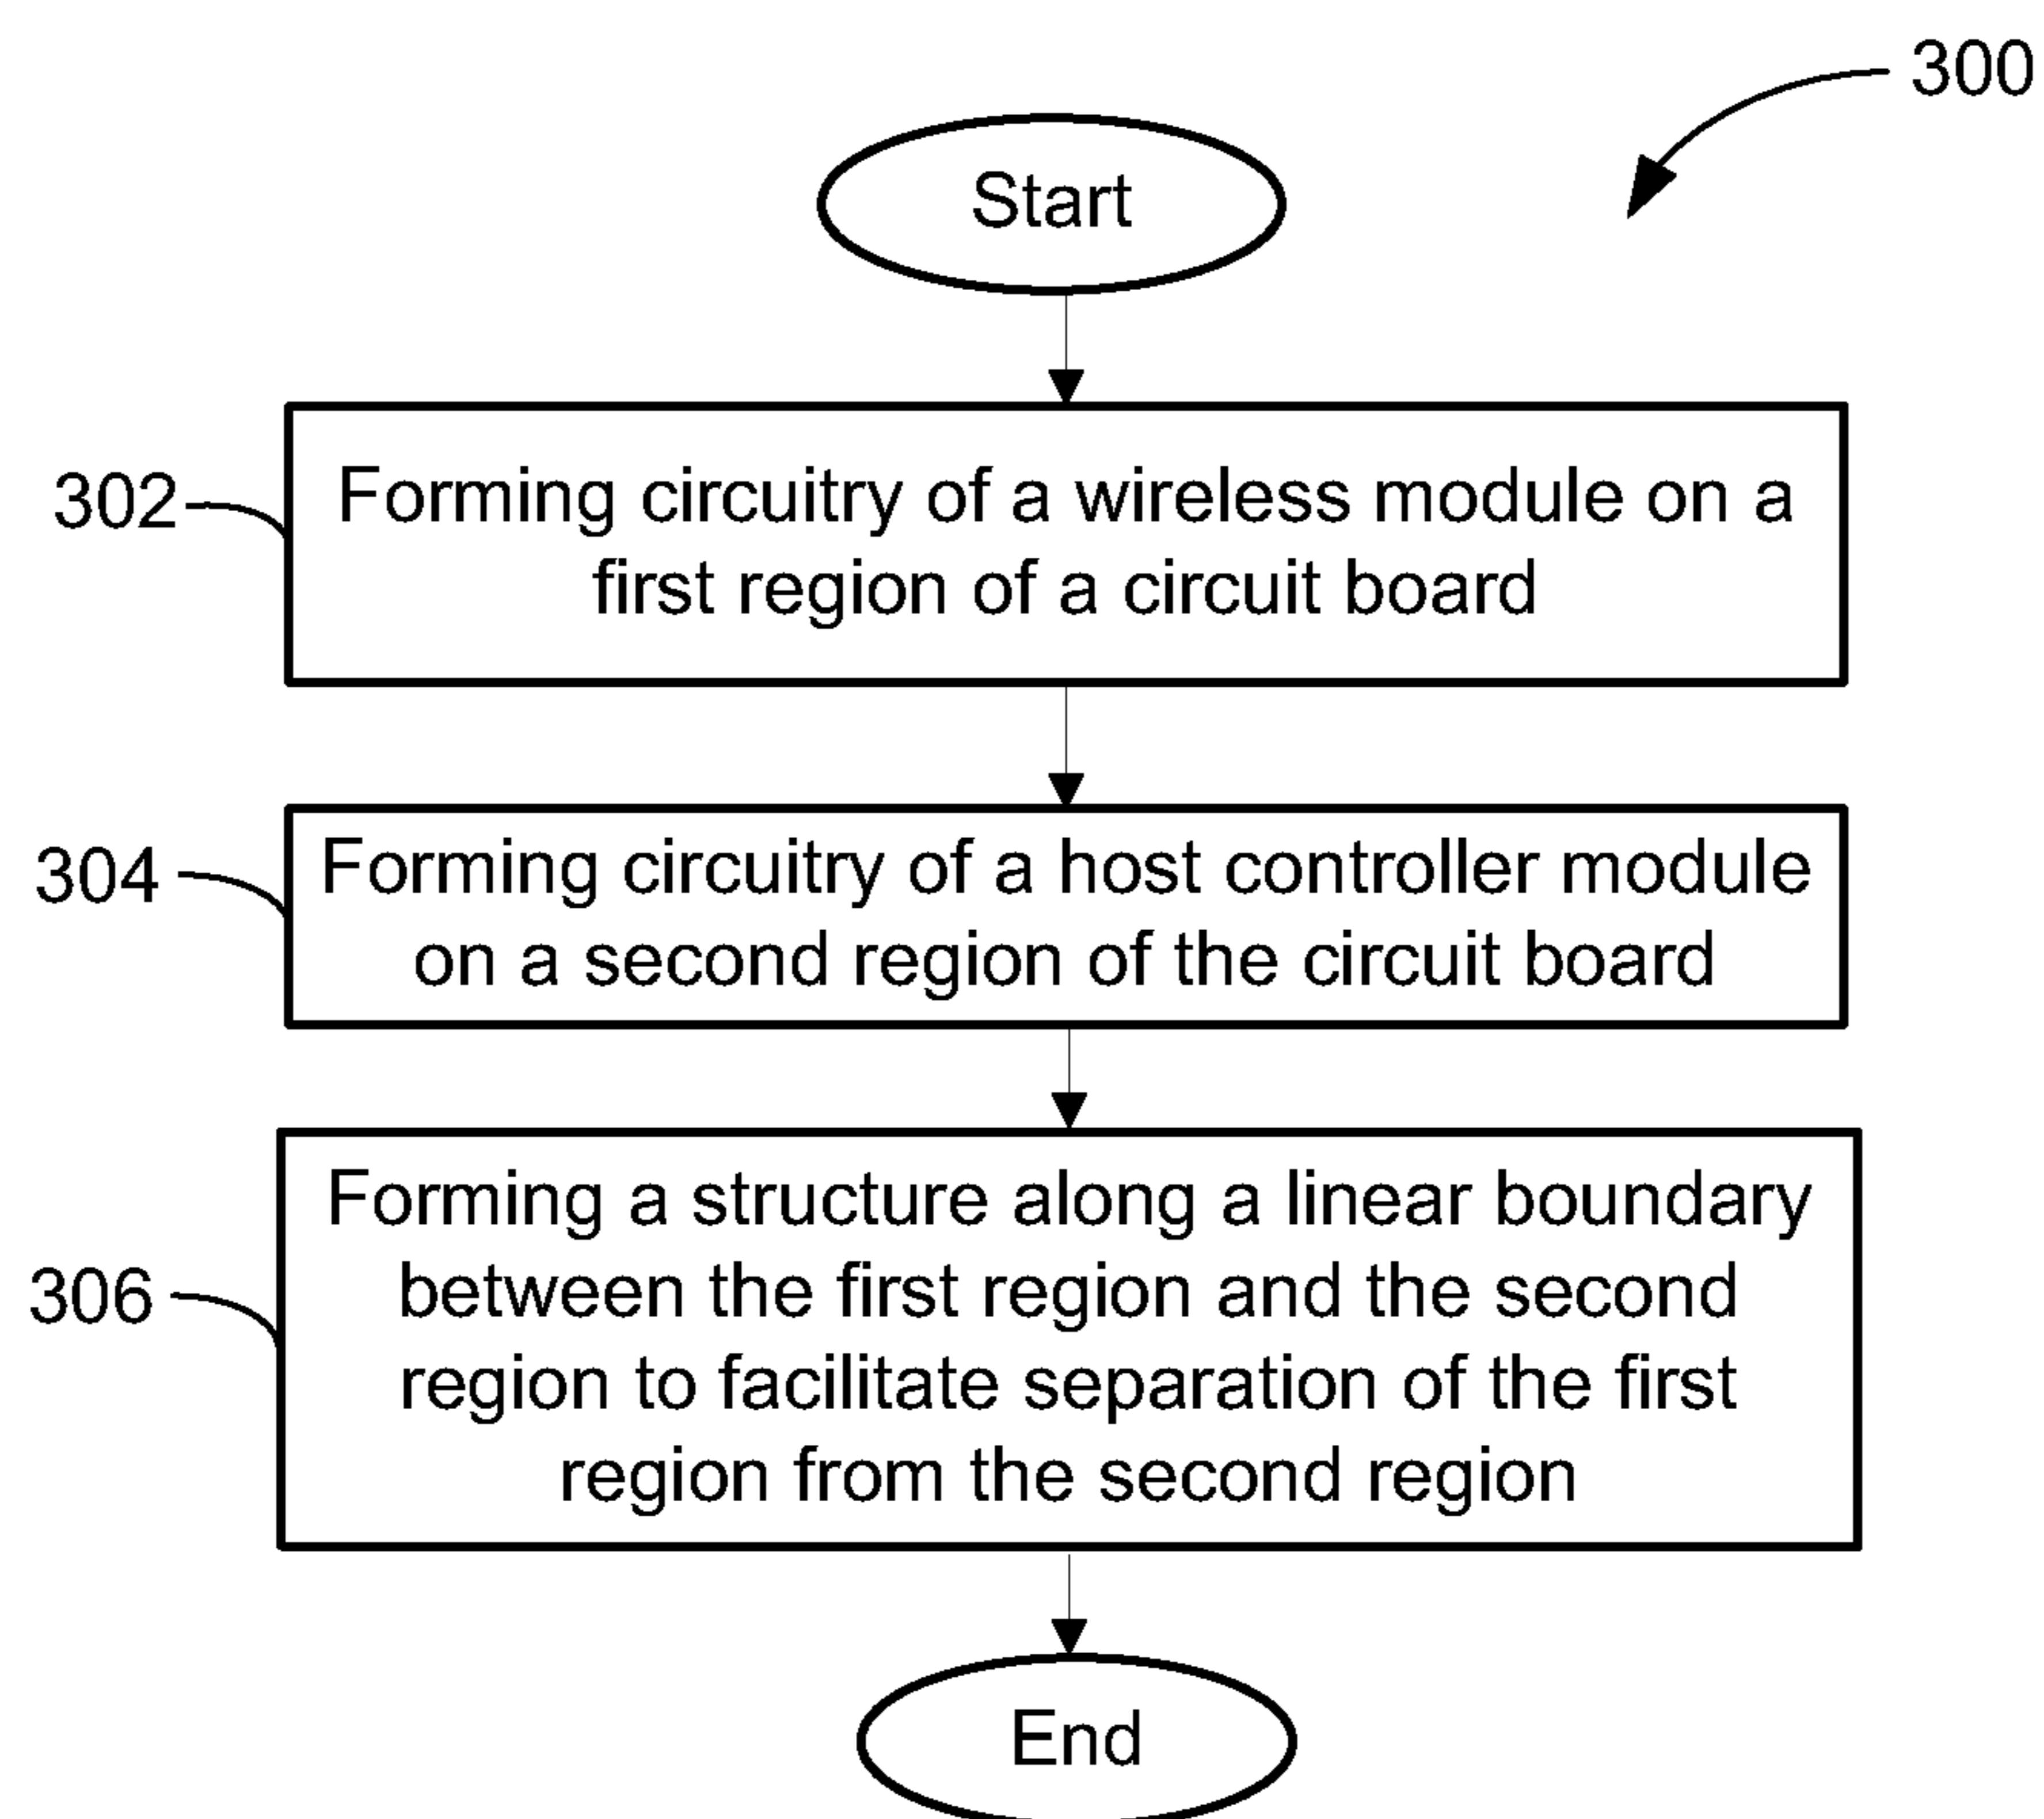 300
Start
302
Forming circuitry of a wireless module on a
first region of a circuit board
304
Forming circuitry of a host controller module
on a second region of the circuit board
306
Forming a structure along a linear boundary
between the first region and the second
region to facilitate separation of the first
region from the second region
End